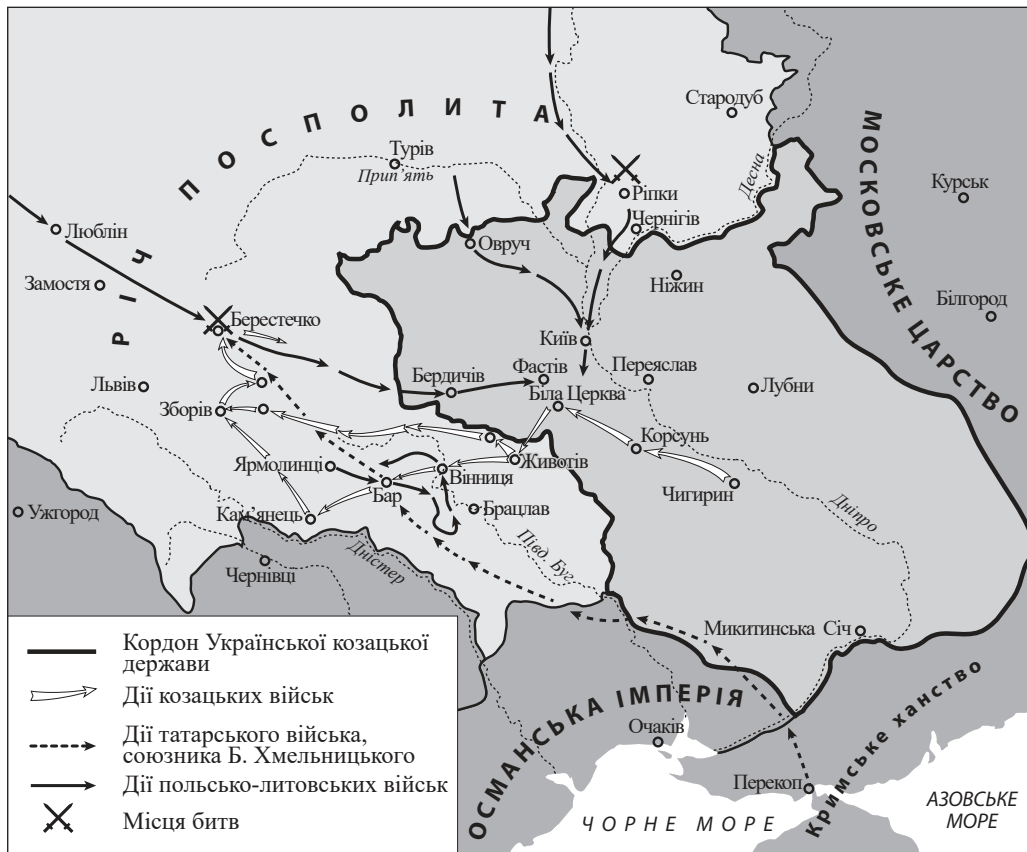 РІЧ ПОСПОЛИТА
Стародуб
МОСКОВСЬКЕ ЦАРСТВО
Турів
Прип'ять
Десна
Ріпки
Курськ
Чернігів
Люблін
Овруч
Замостя
Ніжин
Білгород
Берестечко
Київ
Переяслав
Фастів
Бердичів
Львів
Лубни
Біла Церква
Зборів
Корсунь
Ярмолинці
Вінниця
Животів
Бар
Чигирин
Ужгород
Кам'янець
Брацлав
Дніпро
Півд. Буг
Дністер
Чернівці
Микитинська Січ
ОСМАНСЬКА ІМПЕРІЯ
Кримське ханство
Очаків
Перекоп
ЧОРНЕ МОРЕ
АЗОВСЬКЕ
МОРЕ
Кордон Української козацької
держави
Дії козацьких військ
Дії татарського війська,
союзника Б. Хмельницького
Дії польсько-литовських військ
Місця битв